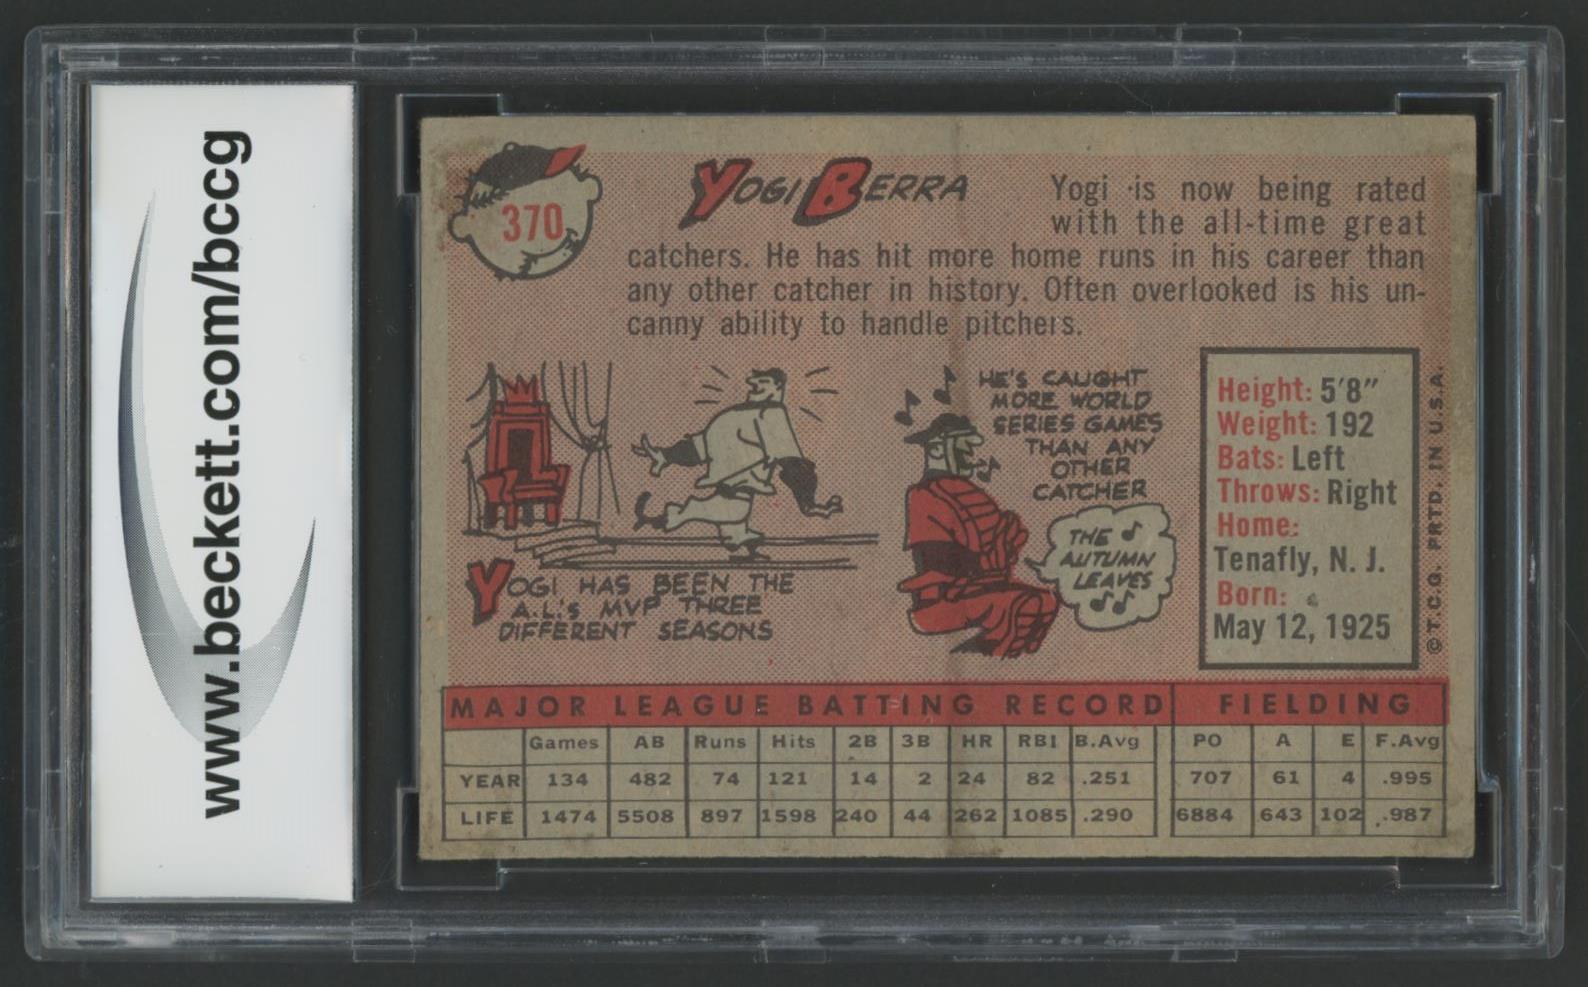 www.beckett.com/bccg
370
YOGI BERRA
Yogi is now being rated
with the all-time great
catchers. He has hit more home runs in his career than
any other catcher in history. Often overlooked is his un-
canny ability to handle pitchers.
YOGI HAS BEEN THE
A.L.'S MVP THREE
DIFFERENT SEASONS
HE'S CAUGHT
MORE WORLD
SERIES GAMES
THAN ANY
OTHER
CATCHER
THE
AUTUMN
LEAVES
Height: 5'8"
Weight: 192
Bats: Left
Throws: Right
Home:
Tenafly, N. J.
Born:
May 12, 1925
© T.C.G. PRTD. IN U.S.A.
MAJOR LEAGUE BATTING RECORD FIELDING
Games AB Runs Hits 2B 3B HR RBI B.Avg PO A E F.Avg
YEAR 134 482 74 121 14 2 24 82 .251 707 61 4 .995
LIFE 1474 5508 897 1598 240 44 262 1085 .290 6884 643 102 .987